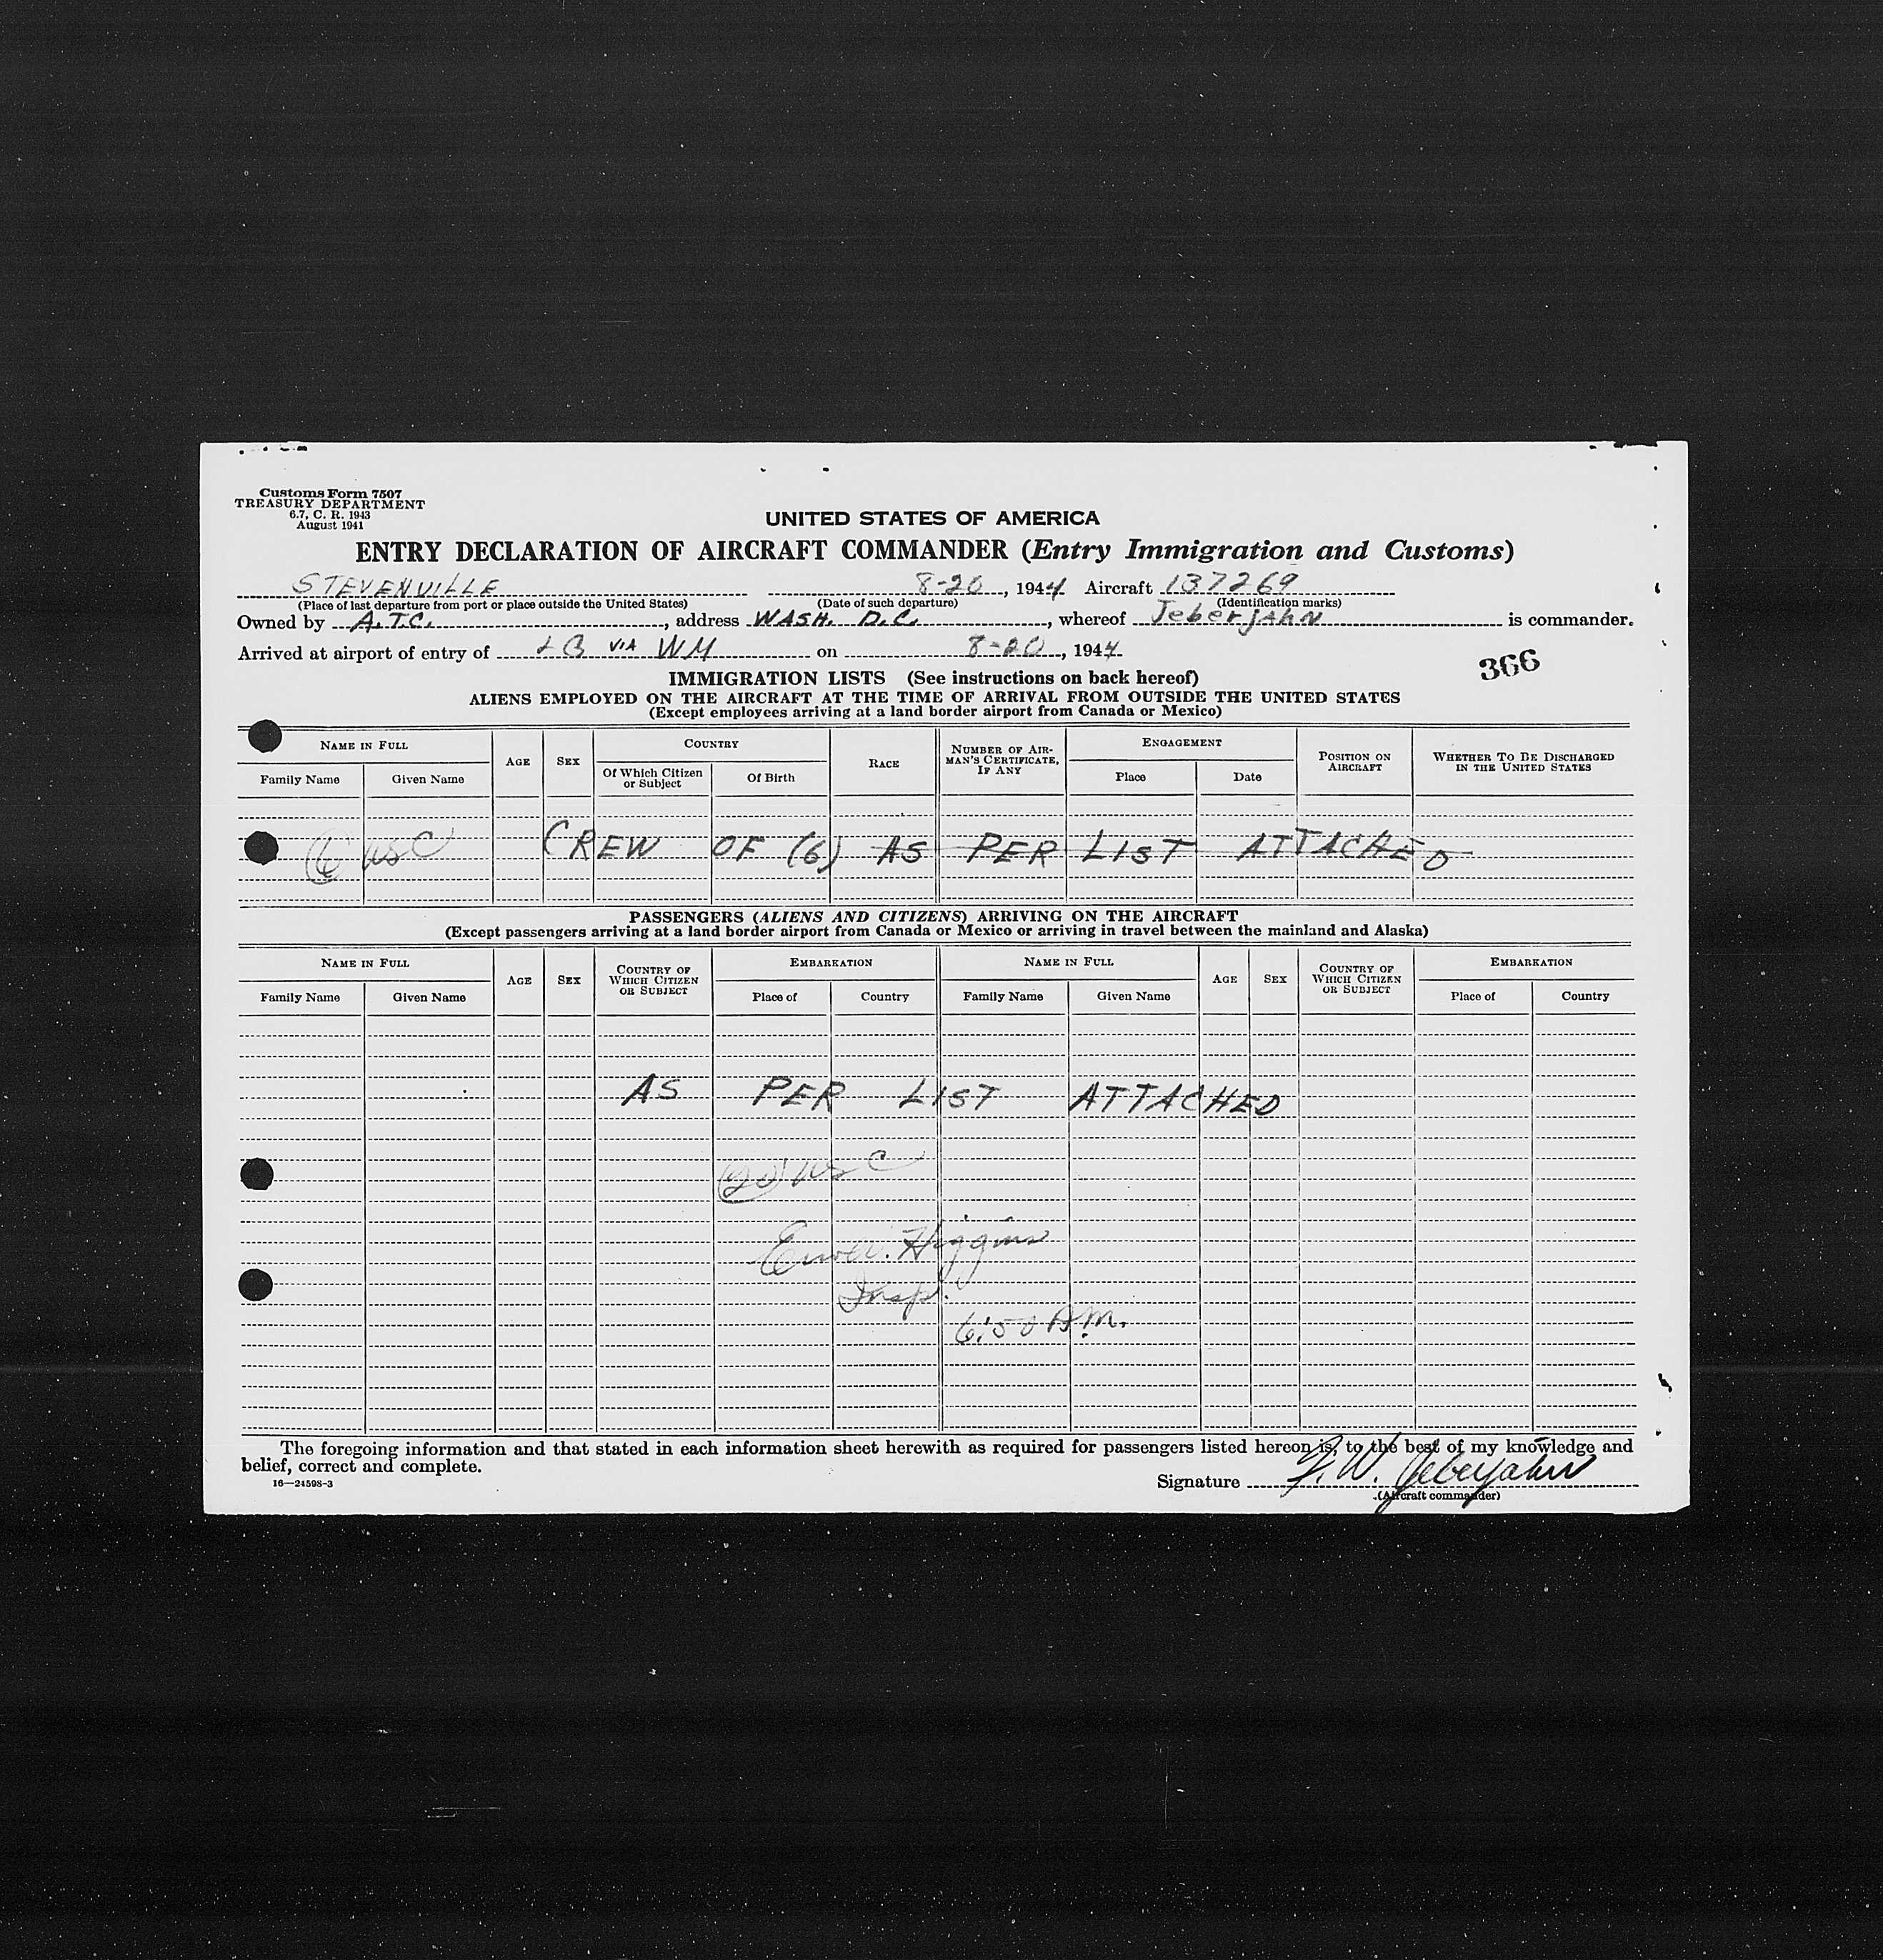 Customs Form 7507
TREASURY DEPARTMENT
6.7, C. R. 1943
August 1941
UNITED STATES OF AMERICA
ENTRY DECLARATION OF AIRCRAFT COMMANDER (Entry Immigration and Customs)
STEVENVILLE 8-20, 1944 Aircraft 137269
(Place of last departure from port or place outside the United States) (Date of such departure) (Identification marks)
Owned by A.T.C., address WASH. D.C., whereof Jeberjahn is commander.
Arrived at airport of entry of LG VIA WM on 8-20, 1944
366
IMMIGRATION LISTS (See instructions on back hereof)
ALIENS EMPLOYED ON THE AIRCRAFT AT THE TIME OF ARRIVAL FROM OUTSIDE THE UNITED STATES
(Except employees arriving at a land border airport from Canada or Mexico)
NAME IN FULL AGE SEX COUNTRY RACE NUMBER OF AIRMAN'S CERTIFICATE, IF ANY ENGAGEMENT POSITION ON AIRCRAFT WHETHER TO BE DISCHARGED IN THE UNITED STATES
Family Name Given Name Of Which Citizen or Subject Of Birth Place Date
6 USC CREW OF (6) AS PER LIST ATTACHED
PASSENGERS (ALIENS AND CITIZENS) ARRIVING ON THE AIRCRAFT
(Except passengers arriving at a land border airport from Canada or Mexico or arriving in travel between the mainland and Alaska)
NAME IN FULL AGE SEX COUNTRY OF WHICH CITIZEN OR SUBJECT EMBARKATION NAME IN FULL AGE SEX COUNTRY OF WHICH CITIZEN OR SUBJECT EMBARKATION
Family Name Given Name Place of Country Family Name Given Name Place of Country
AS PER LIST ATTACHED
20 USC
Higgins
Insp.
6:50 A.M.
The foregoing information and that stated in each information sheet herewith as required for passengers listed hereon is, to the best of my knowledge and
belief, correct and complete.
Signature F. W. Jeberjahn
(Aircraft commander)
16—24598-3